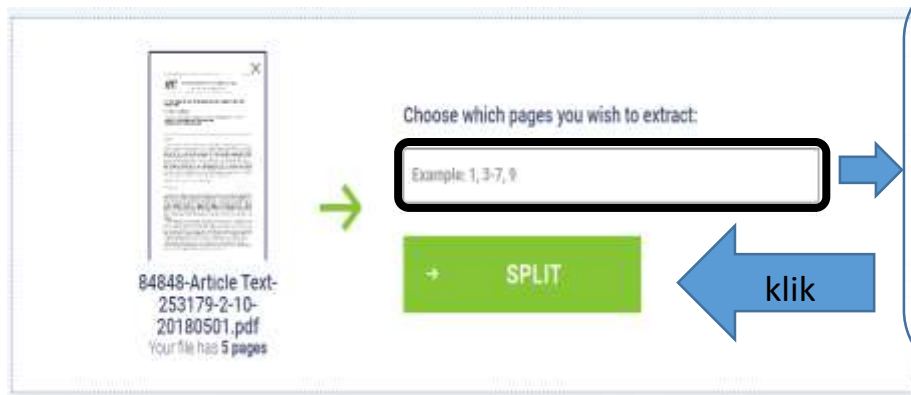 Choose which pages you wish to extract:
Example: 1, 3-7, 9
SPLIT
klik
84848-Article Text-
253179-2-10-
20180501.pdf
Your file has 5 pages